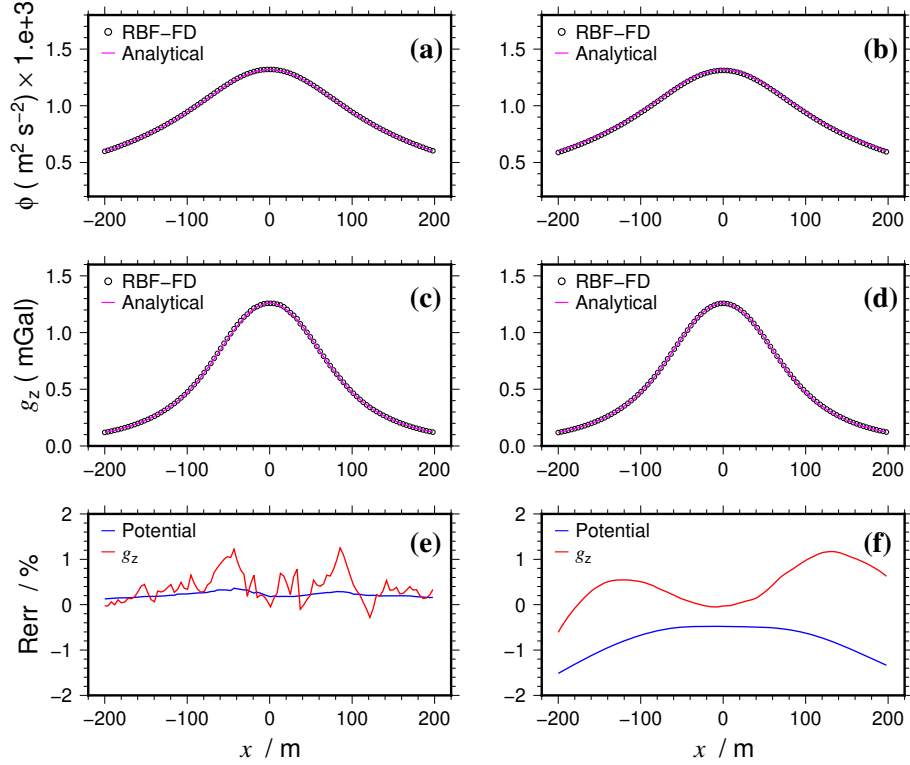 ϕ ( m² s⁻²) × 1.e+3
1.5
1.0
0.5
RBF−FD
Analytical
(a)
−200 −100 0 100 200
1.5
1.0
0.5
RBF−FD
Analytical
(b)
−200 −100 0 100 200
g_z ( mGal)
1.5
1.0
0.5
0.0
RBF−FD
Analytical
(c)
−200 −100 0 100 200
1.5
1.0
0.5
0.0
RBF−FD
Analytical
(d)
−200 −100 0 100 200
Rerr / %
2
1
0
−1
−2
Potential
g_z
(e)
−200 −100 0 100 200
x / m
2
1
0
−1
−2
Potential
g_z
(f)
−200 −100 0 100 200
x / m